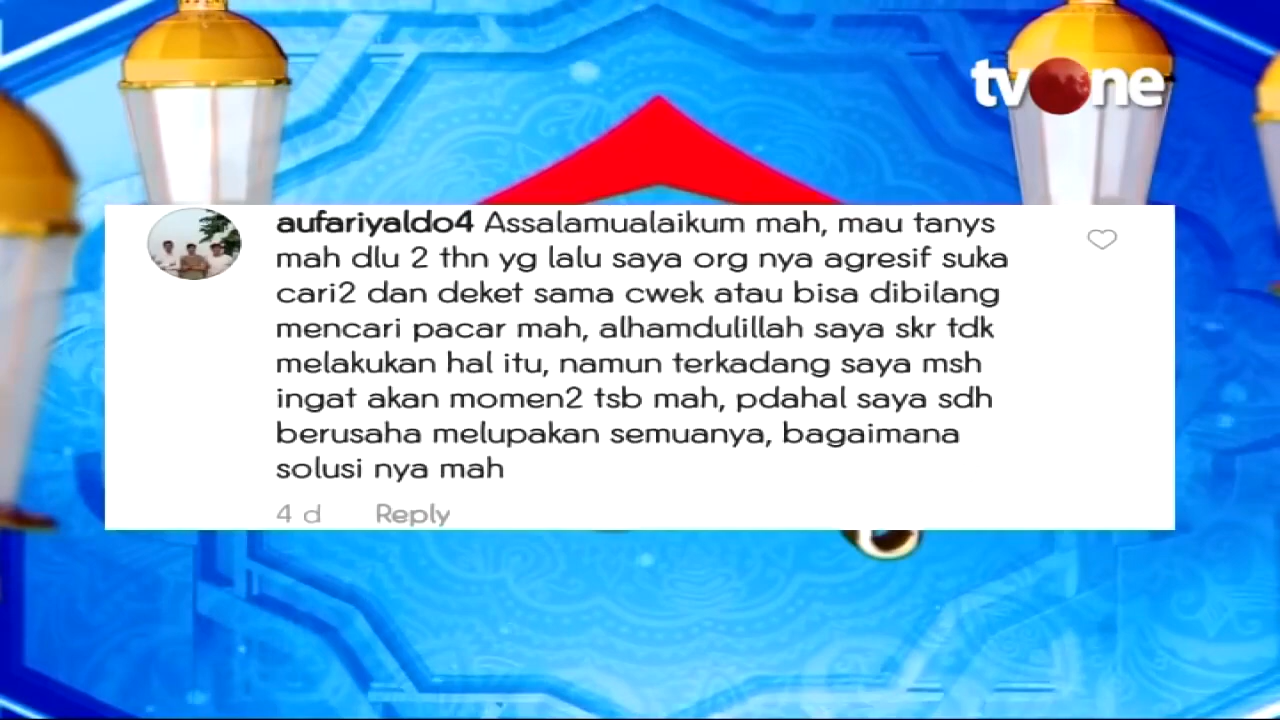 tvOne
aufariyaldo4 Assalamualaikum mah, mau tanys
mah dlu 2 thn yg lalu saya org nya agresif suka
cari2 dan deket sama cwek atau bisa dibilang
mencari pacar mah, alhamdulillah saya skr tdk
melakukan hal itu, namun terkadang saya msh
ingat akan momen2 tsb mah, pdahal saya sdh
berusaha melupakan semuanya, bagaimana
solusi nya mah
4 d Reply